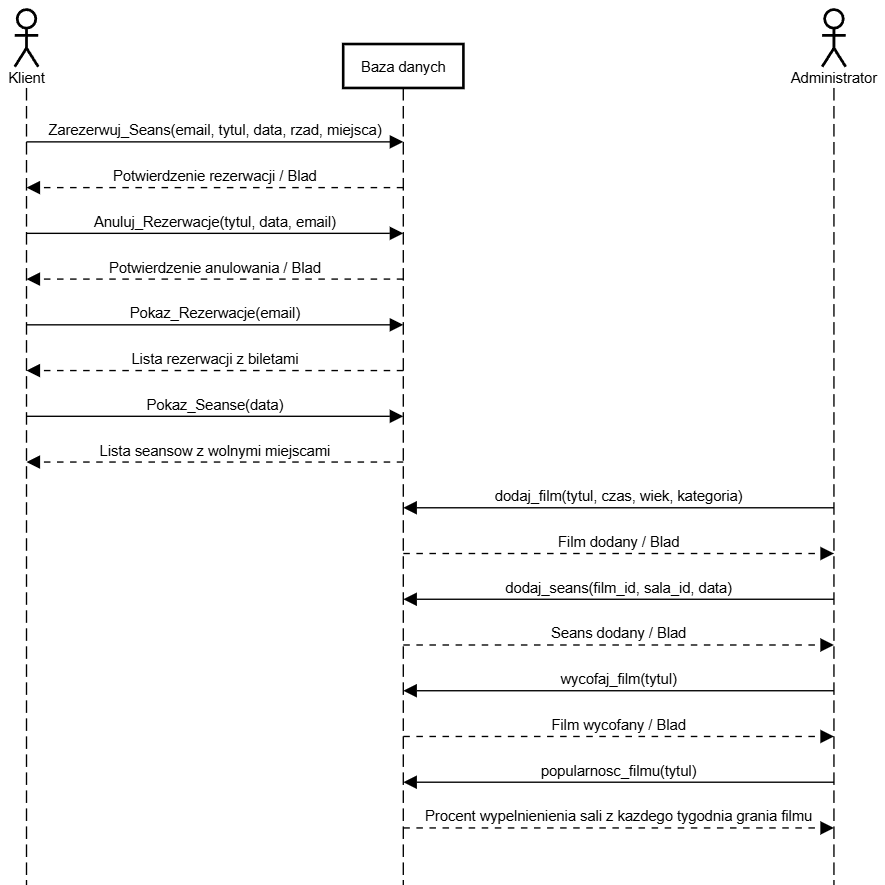 Klient
Baza danych
Administrator
Zarezerwuj_Seans(email, tytul, data, rzad, miejsca)
Potwierdzenie rezerwacji / Blad
Anuluj_Rezerwacje(tytul, data, email)
Potwierdzenie anulowania / Blad
Pokaz_Rezerwacje(email)
Lista rezerwacji z biletami
Pokaz_Seanse(data)
Lista seansow z wolnymi miejscami
dodaj_film(tytul, czas, wiek, kategoria)
Film dodany / Blad
dodaj_seans(film_id, sala_id, data)
Seans dodany / Blad
wycofaj_film(tytul)
Film wycofany / Blad
popularnosc_filmu(tytul)
Procent wypelnienienia sali z kazdego tygodnia grania filmu